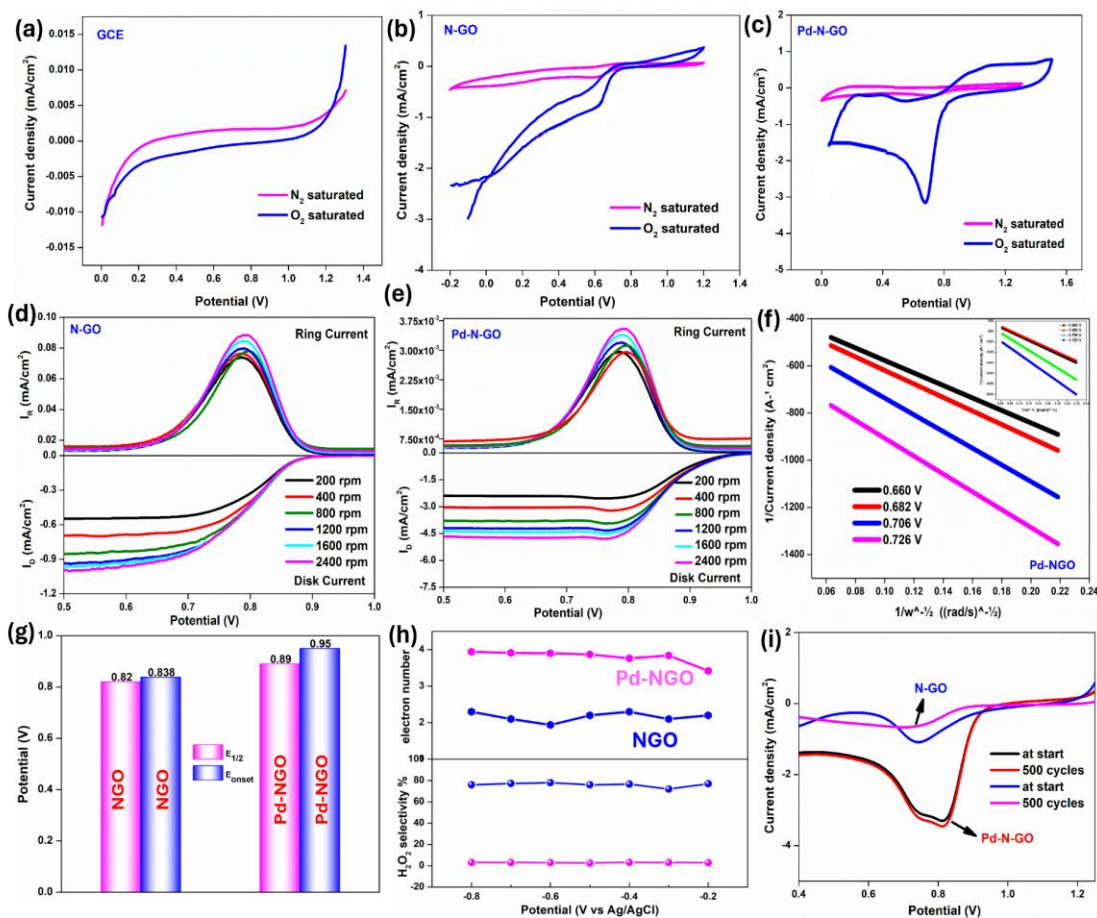 (a)
GCE
0.015
0.010
0.005
0.000
-0.005
-0.010
-0.015
Current density (mA/cm²)
N₂ saturated
O₂ saturated
0.0 0.2 0.4 0.6 0.8 1.0 1.2 1.4
Potential (V)
(b)
N-GO
1
0
-1
-2
-3
-4
Current density (mA/cm²)
N₂ saturated
O₂ saturated
-0.2 0.0 0.2 0.4 0.6 0.8 1.0 1.2
Potential (V)
(c)
Pd-N-GO
2
1
0
-1
-2
-3
-4
-5
Current density (mA/cm²)
N₂ saturated
O₂ saturated
0.0 0.4 0.8 1.2 1.6
Potential (V)
(d)
N-GO
0.10
0.08
0.06
0.04
0.02
0.0
-0.3
-0.6
-0.9
-1.2
I_R (mA/cm²)
I_D (mA/cm²)
Ring Current
200 rpm
400 rpm
800 rpm
1200 rpm
1600 rpm
2400 rpm
Disk Current
0.5 0.6 0.7 0.8 0.9 1.0
Potential (V)
(e)
Pd-N-GO
3.75x10⁻³
3.00x10⁻³
0.0
-1.5
-3.0
-4.5
-6.0
-7.5
I_R (mA/cm²)
I_D (mA/cm²)
Ring Current
200 rpm
400 rpm
800 rpm
1200 rpm
1600 rpm
2400 rpm
Disk Current
0.5 0.6 0.7 0.8 0.9 1.0
Potential (V)
(f)
-400
-600
-800
-1000
-1200
-1400
1/Current density (A-¹ cm²)
0.660 V
0.682 V
0.706 V
0.726 V
Pd-NGO
0.06 0.08 0.10 0.12 0.14 0.16 0.18 0.20 0.22 0.24
1/w^-½ ((rad/s)^-½)
(g)
1.0
0.8
0.6
0.4
0.2
0.0
Potential (V)
0.82
0.838
0.89
0.95
NGO
NGO
Pd-NGO
Pd-NGO
E₁/₂
E_onset
(h)
4
3
2
80
60
40
20
0
electron number
H₂O₂ selectivity %
Pd-NGO
NGO
-0.8 -0.6 -0.4 -0.2
Potential (V vs Ag/AgCl)
(i)
2
0
-2
-4
Current density (mA/cm²)
N-GO
at start
500 cycles
at start
500 cycles
Pd-N-GO
0.4 0.6 0.8 1.0 1.2
Potential (V)